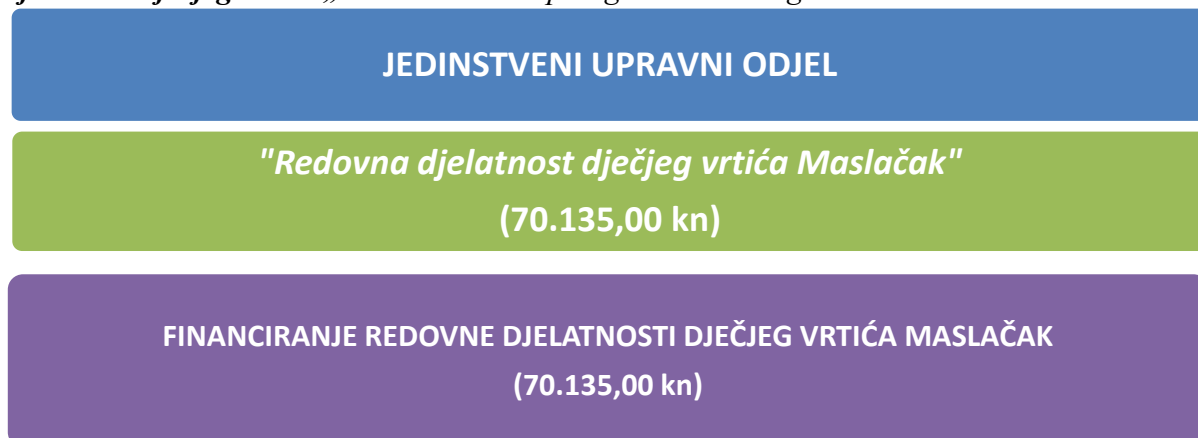 JEDINSTVENI UPRAVNI ODJEL
"Redovna djelatnost dječjeg vrtića Maslačak"
(70.135,00 kn)
FINANCIRANJE REDOVNE DJELATNOSTI DJEČJEG VRTIĆA MASLAČAK
(70.135,00 kn)